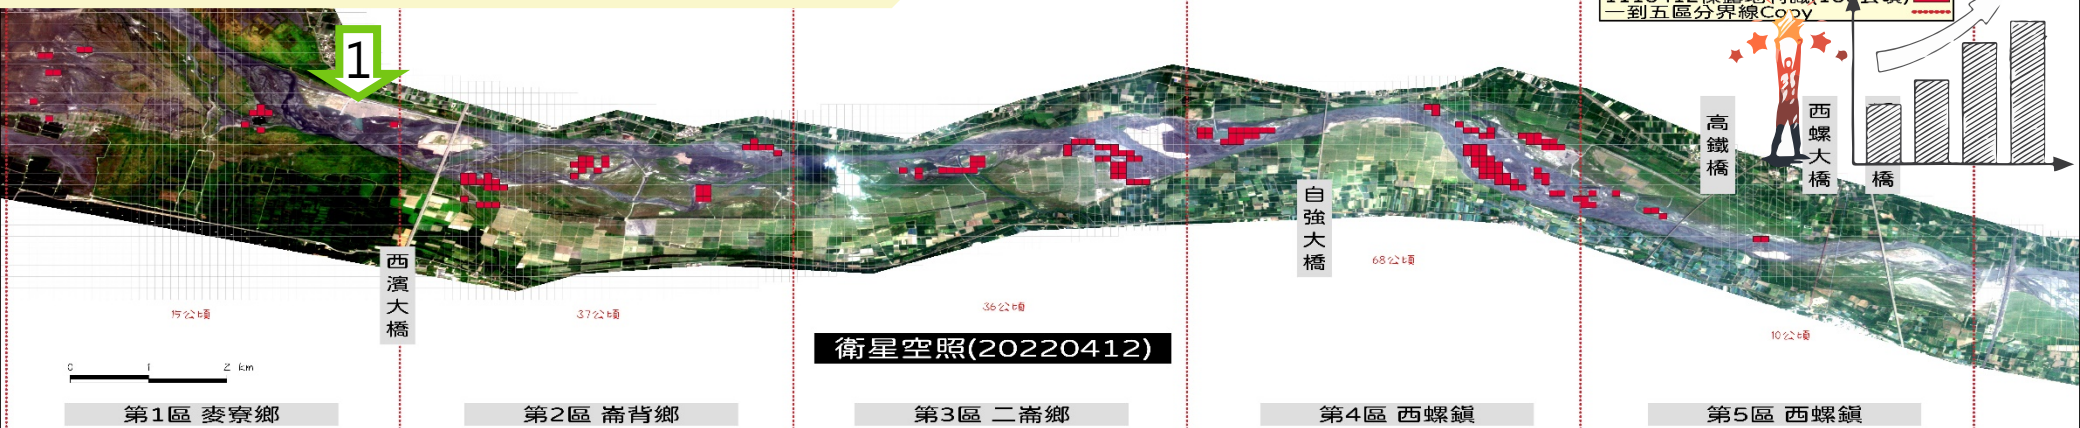 一到五區分界線Copy
1
高鐵橋
西螺大橋
橋
自強大橋
西濱大橋
68公頃
15公頃
37公頃
36公頃
10公頃
衛星空照(20220412)
0 1 2 km
第1區 麥寮鄉
第2區 崙背鄉
第3區 二崙鄉
第4區 西螺鎮
第5區 西螺鎮